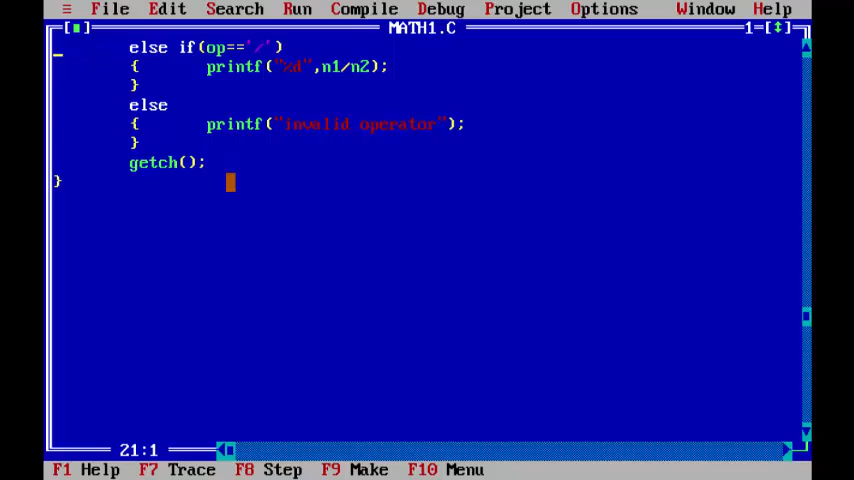 ≡ File Edit Search Run Compile Debug Project Options Window Help
[■] MATH1.C 1=[↕]
else if(op=='/')
{ printf("%d",n1/n2);
}
else
{ printf("invalid operator");
}
getch();
}
21:1
F1 Help F7 Trace F8 Step F9 Make F10 Menu